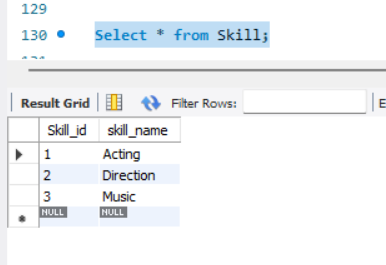 129
130 Select * from Skill;
Result Grid Filter Rows: E
Skill_id skill_name
1 Acting
2 Direction
3 Music
NULL NULL